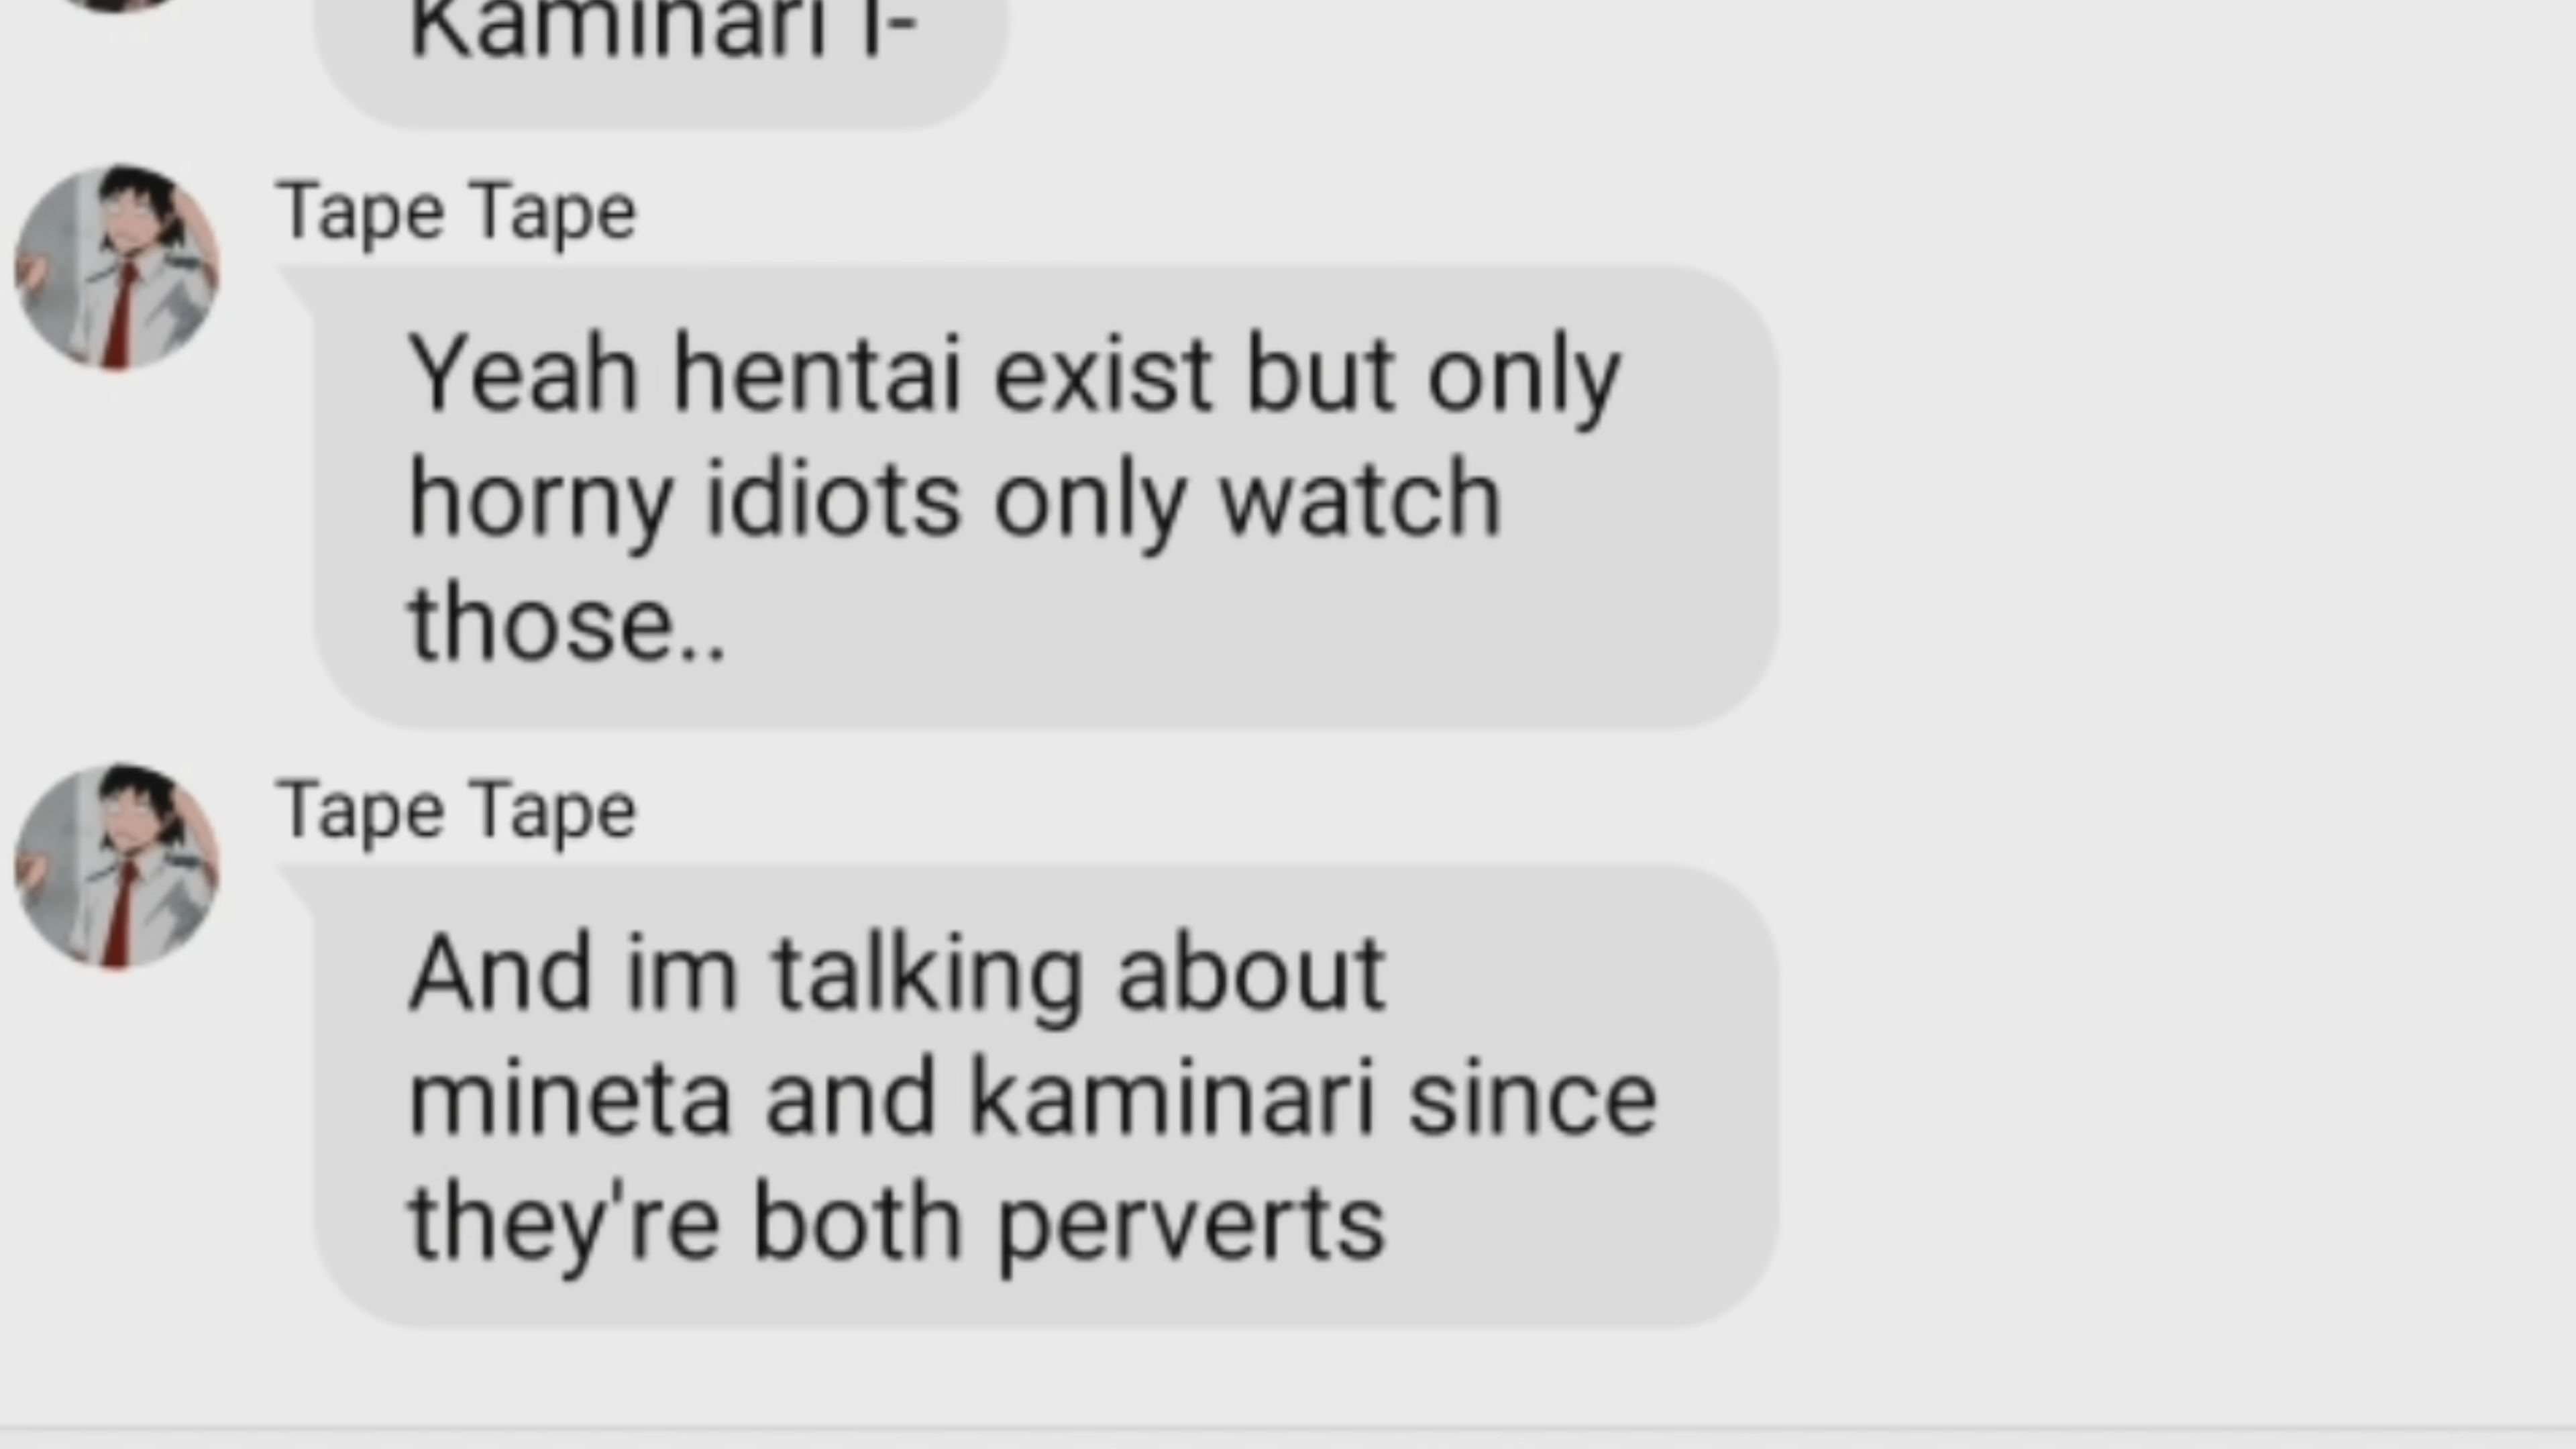 Kaminari I-
Tape Tape
Yeah hentai exist but only
horny idiots only watch
those..
Tape Tape
And im talking about
mineta and kaminari since
they're both perverts